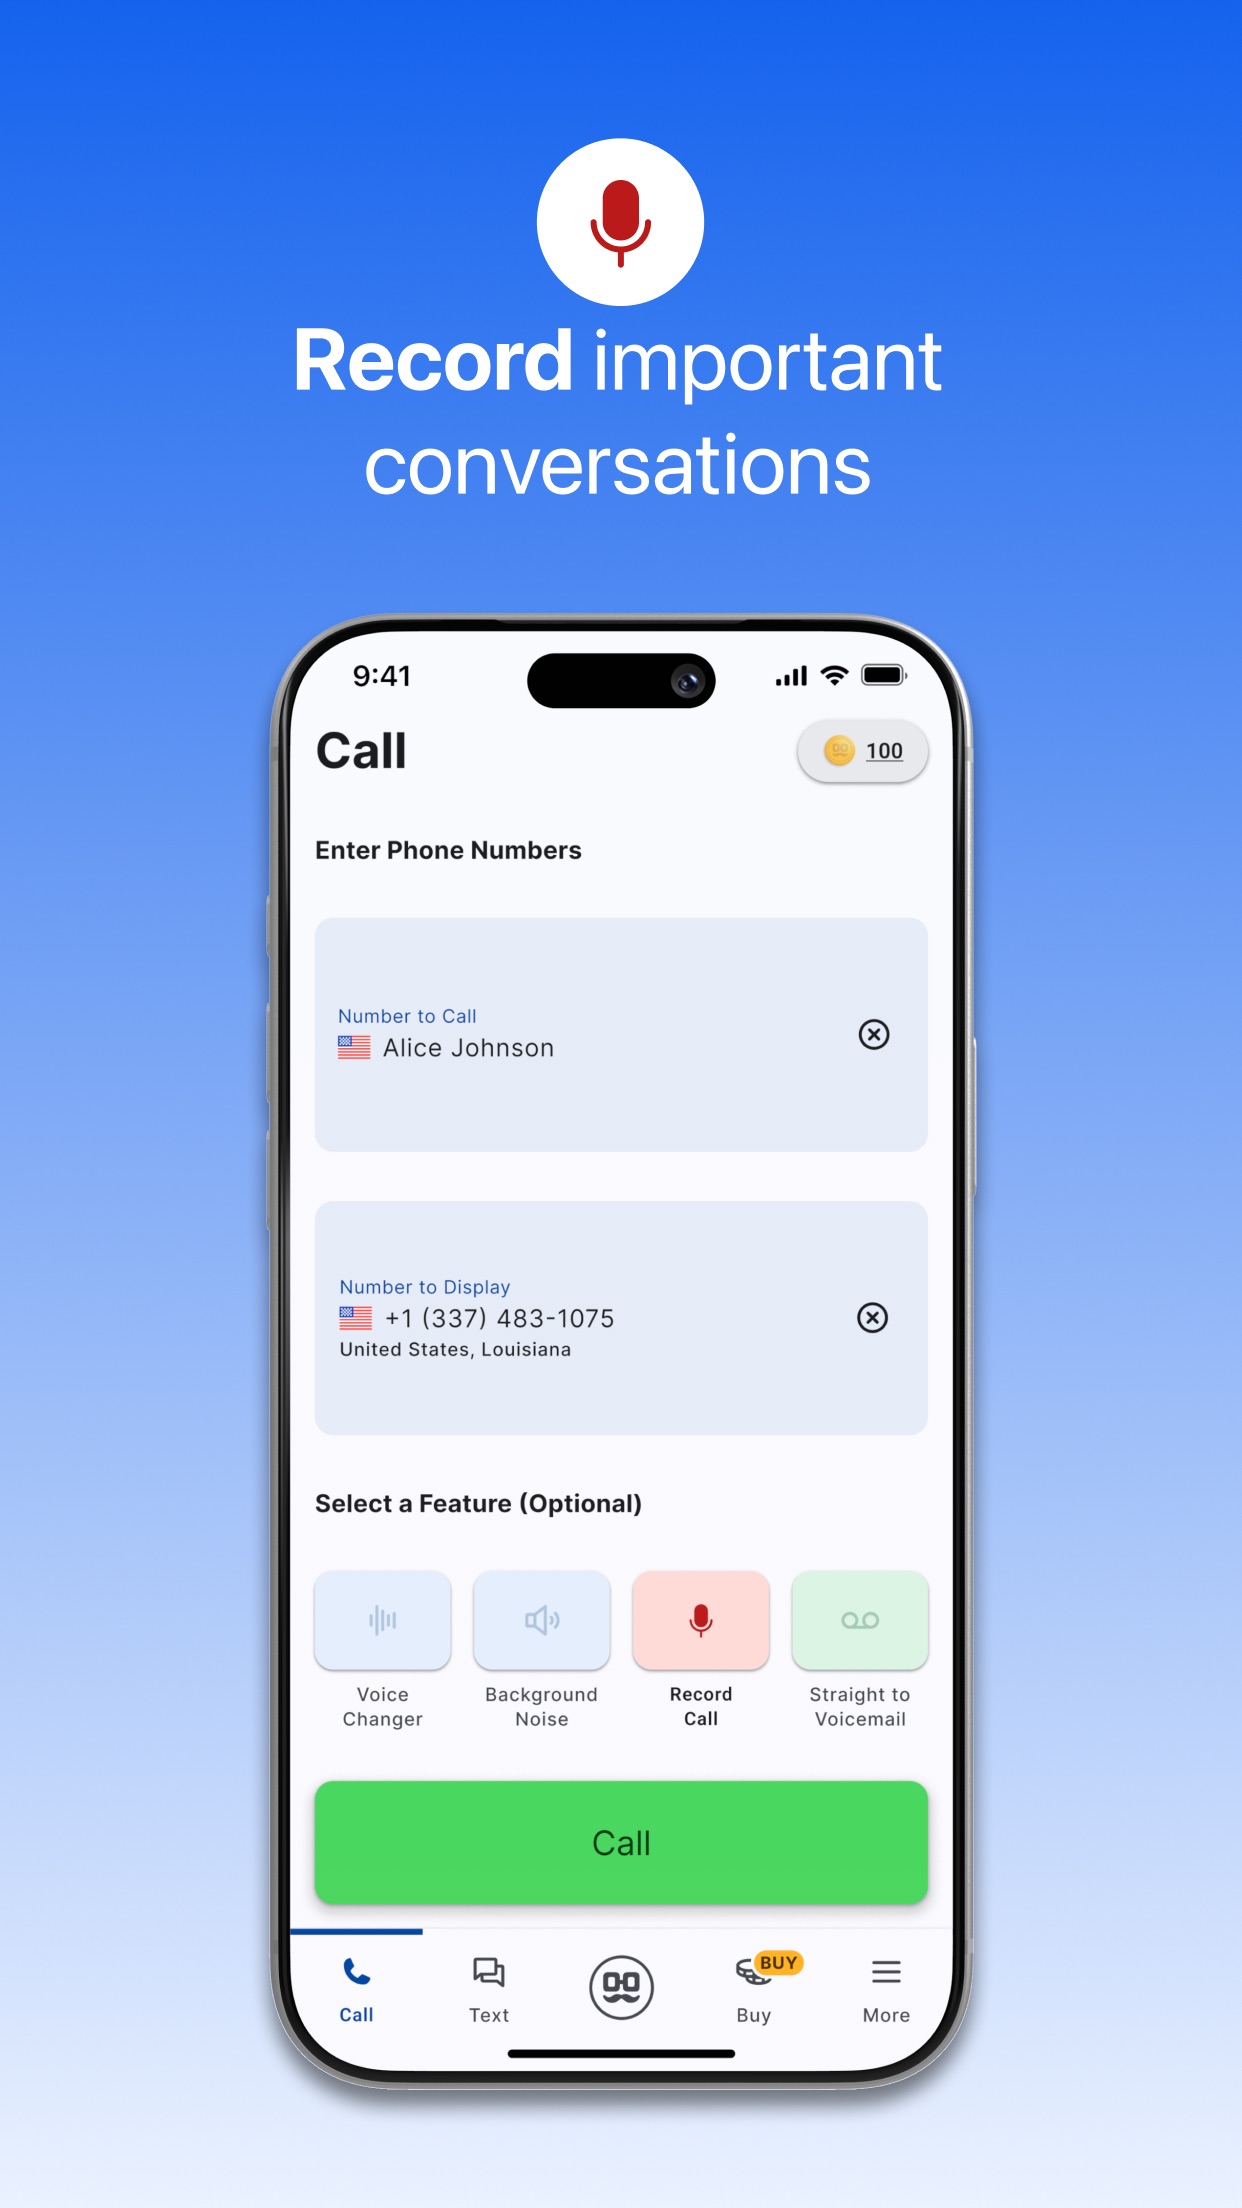 Record important
conversations
9:41
Call
100
Enter Phone Numbers
Number to Call
Alice Johnson
Number to Display
+1 (337) 483-1075
United States, Louisiana
Select a Feature (Optional)
Voice
Changer
Background
Noise
Record
Call
Straight to
Voicemail
Call
BUY
Call
Text
Buy
More